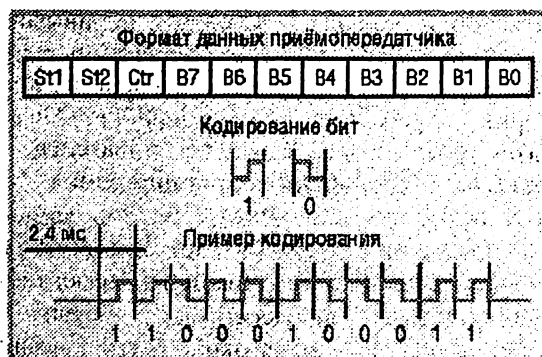 Формат данных приёмопередатчика
St1 St2 Ctr B7 B6 B5 B4 B3 B2 B1 B0
Кодирование бит
1 0
2,4 мс
Пример кодирования
1 1 0 0 0 1 0 0 0 1 1